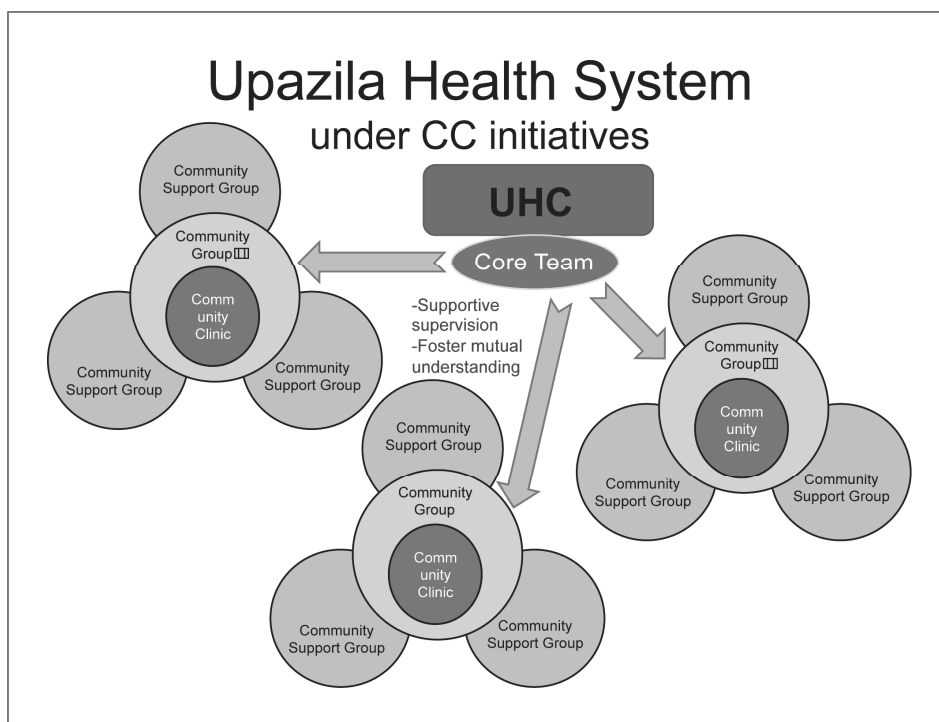 Upazila Health System
under CC initiatives
UHC
Core Team
-Supportive
supervision
-Foster mutual
understanding
Community
Support Group
Community
Group
Comm
unity
Clinic
Community
Support Group
Community
Support Group
Community
Support Group
Community
Group
Comm
unity
Clinic
Community
Support Group
Community
Support Group
Community
Support Group
Community
Group
Comm
unity
Clinic
Community
Support Group
Community
Support Group